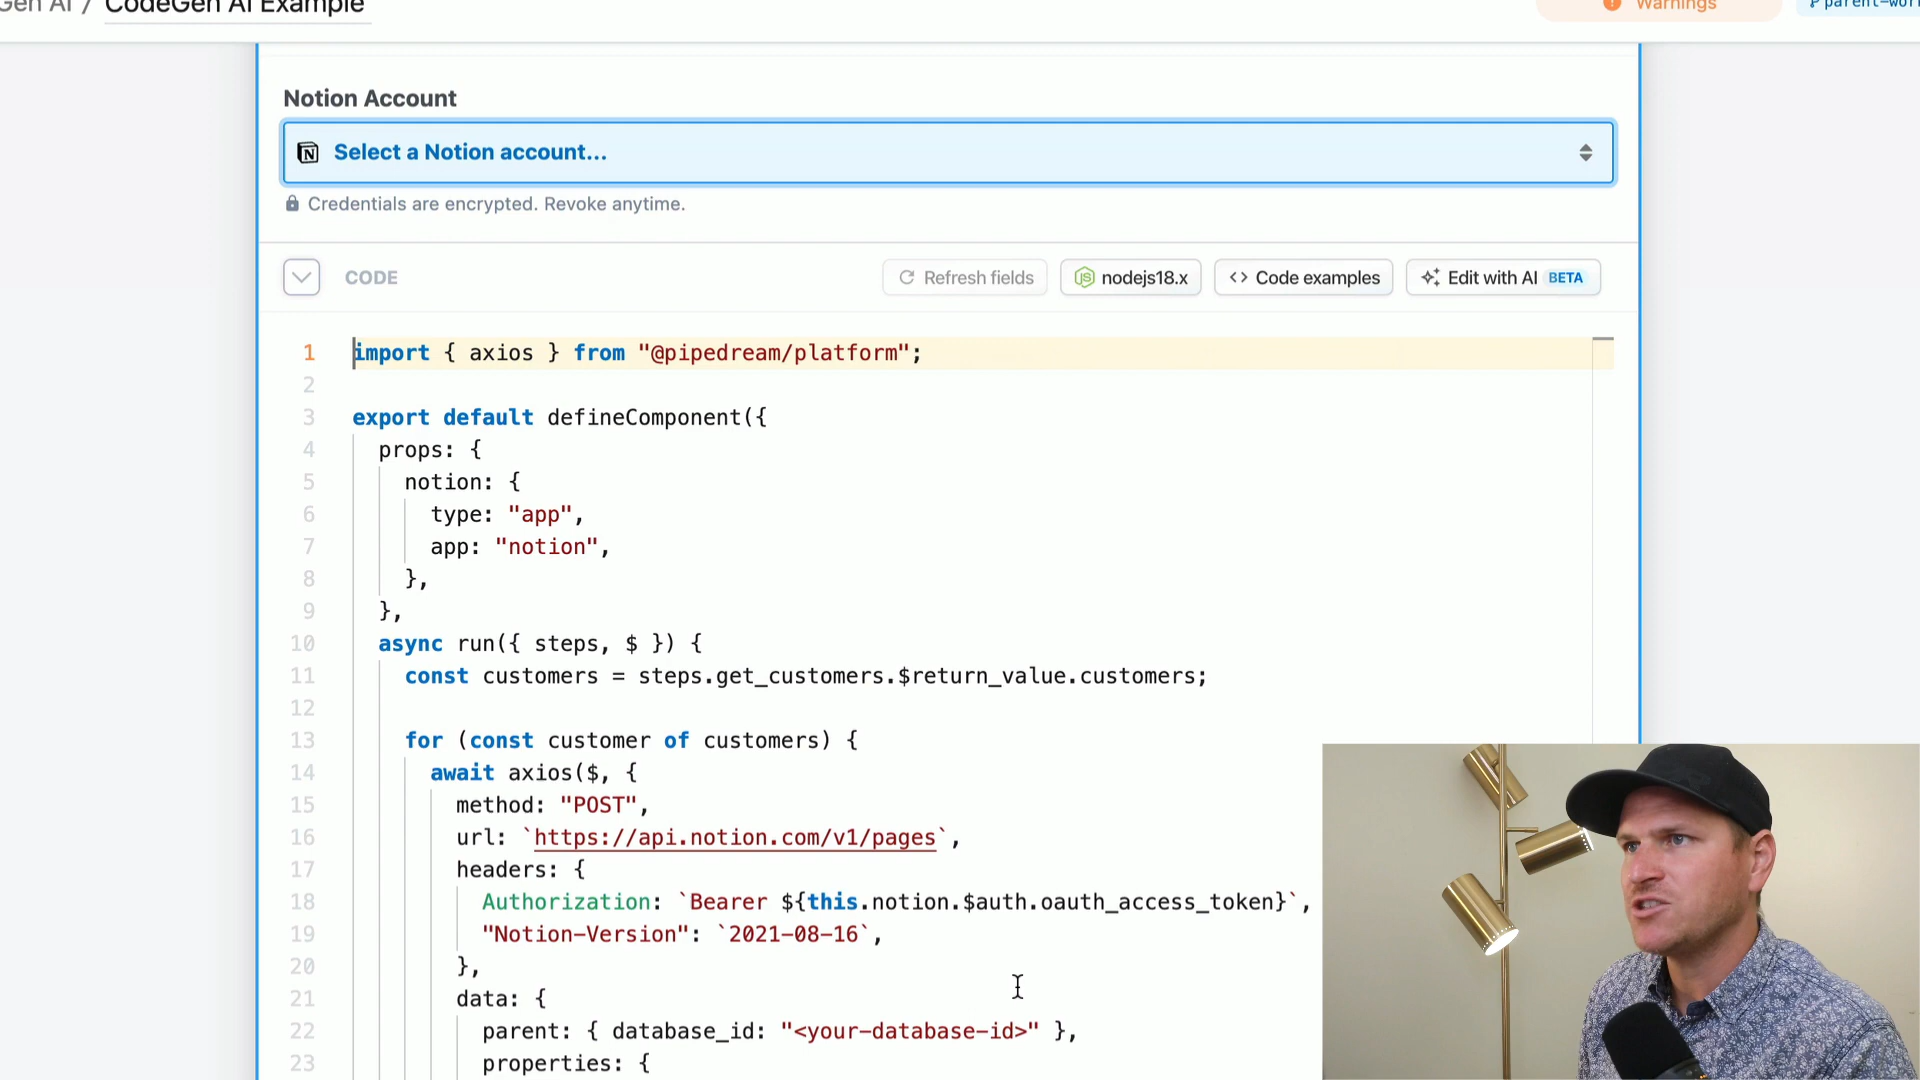 Gen AI / CodeGen AI Example
Warnings
Notion Account
Select a Notion account...
Credentials are encrypted. Revoke anytime.
CODE
Refresh fields
nodejs18.x
Code examples
Edit with AI BETA
1 import { axios } from "@pipedream/platform";
2
3 export default defineComponent({
4 props: {
5 notion: {
6 type: "app",
7 app: "notion",
8 },
9 },
10 async run({ steps, $ }) {
11 const customers = steps.get_customers.$return_value.customers;
12
13 for (const customer of customers) {
14 await axios($, {
15 method: "POST",
16 url: `https://api.notion.com/v1/pages`,
17 headers: {
18 Authorization: `Bearer ${this.notion.$auth.oauth_access_token}`,
19 "Notion-Version": `2021-08-16`,
20 },
21 data: {
22 parent: { database_id: "<your-database-id>" },
23 properties: {